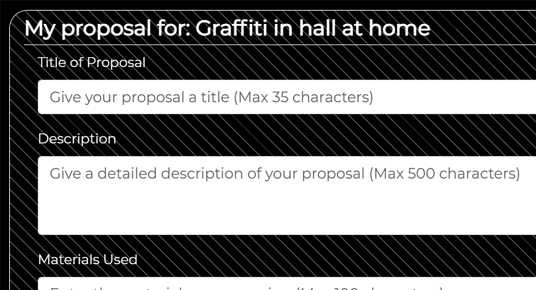 My proposal for: Graffiti in hall at home
Title of Proposal
Give your proposal a title (Max 35 characters)
Description
Give a detailed description of your proposal (Max 500 characters)
Materials Used